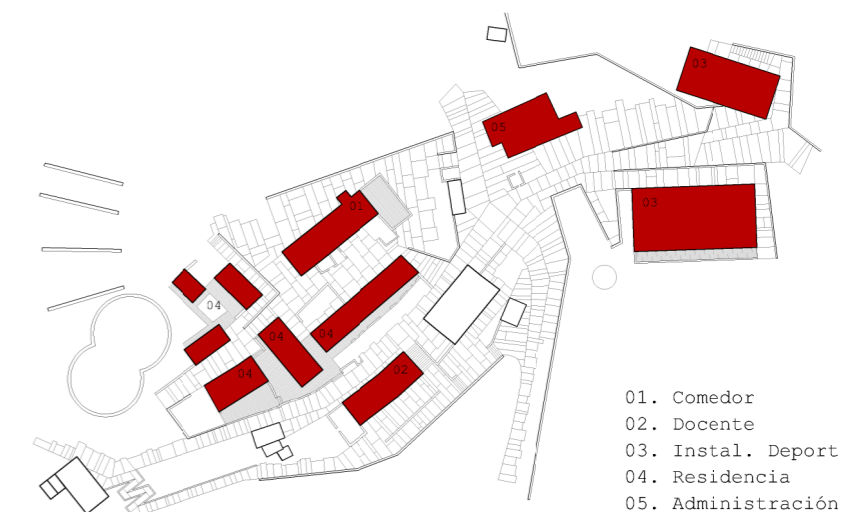 03
05
03
01
04
04
04
02
04
01. Comedor
02. Docente
03. Instal. Deport
04. Residencia
05. Administración